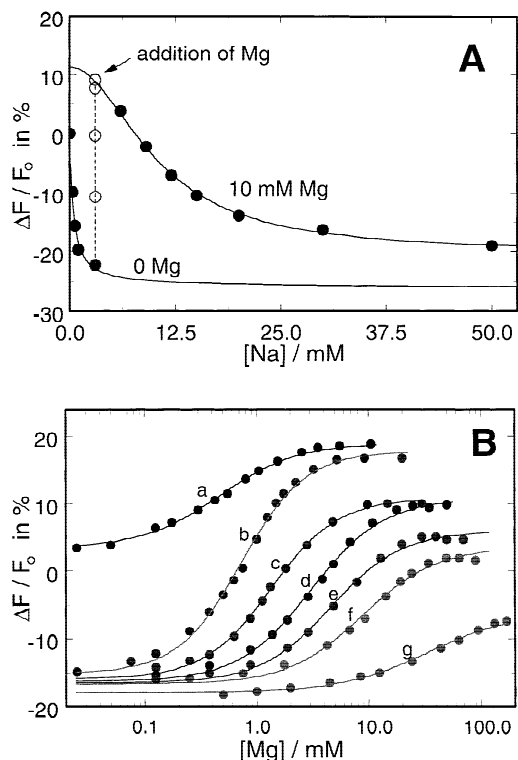 A
addition of Mg
10 mM Mg
0 Mg
ΔF / Fo in %
20
10
0
-10
-20
-30
0.0 12.5 25.0 37.5 50.0
[Na] / mM
B
a
b
c
d
e
f
g
ΔF / Fo in %
20
10
0
-10
-20
0.1 1.0 10.0 100.0
[Mg] / mM